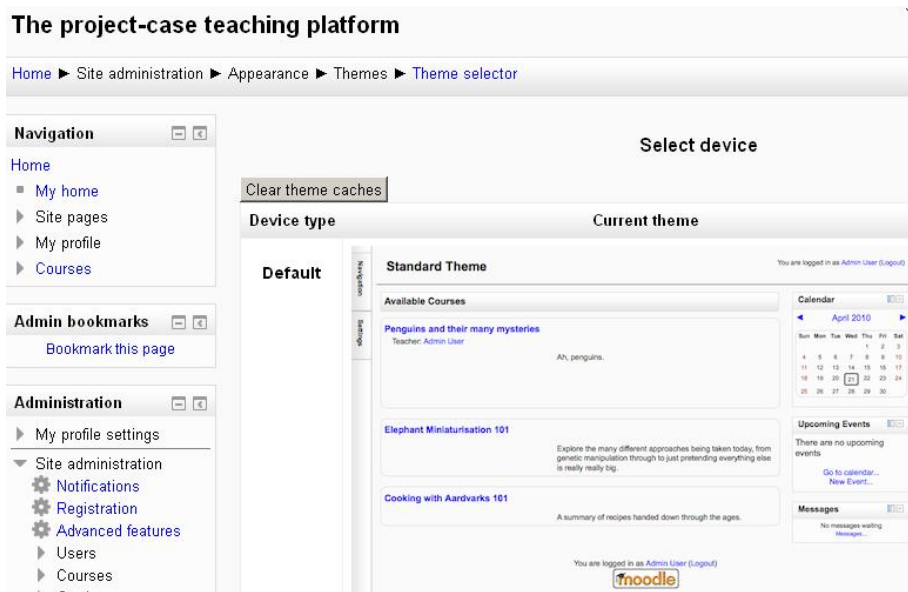 The project-case teaching platform
Home ► Site administration ► Appearance ► Themes ► Theme selector
Navigation
Home
My home
Site pages
My profile
Courses
Admin bookmarks
Bookmark this page
Administration
My profile settings
Site administration
Notifications
Registration
Advanced features
Users
Courses
Select device
Clear theme caches
Device type Current theme
Default
Navigation
Settings
Standard Theme
You are logged in as Admin User (Logout)
Available Courses
Penguins and their many mysteries
Teacher: Admin User
Ah, penguins.
Elephant Miniaturisation 101
Explore the many different approaches being taken today, from
genetic manipulation through to just pretending everything else
is really really big.
Cooking with Aardvarks 101
A summary of recipes handed down through the ages.
Calendar
◄ April 2010 ►
Sun Mon Tue Wed Thu Fri Sat
1 2 3
4 5 6 7 8 9 10
11 12 13 14 15 16 17
18 19 20 21 22 23 24
25 26 27 28 29 30
Upcoming Events
There are no upcoming
events
Go to calendar...
New Event...
Messages
No messages waiting
Messages...
You are logged in as Admin User (Logout)
moodle